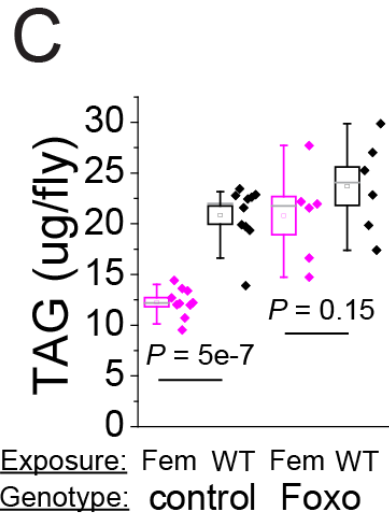 C
TAG (ug/fly)
30
25
20
15
10
5
0
P = 0.15
P = 5e-7
Exposure: Fem WT Fem WT
Genotype: control Foxo